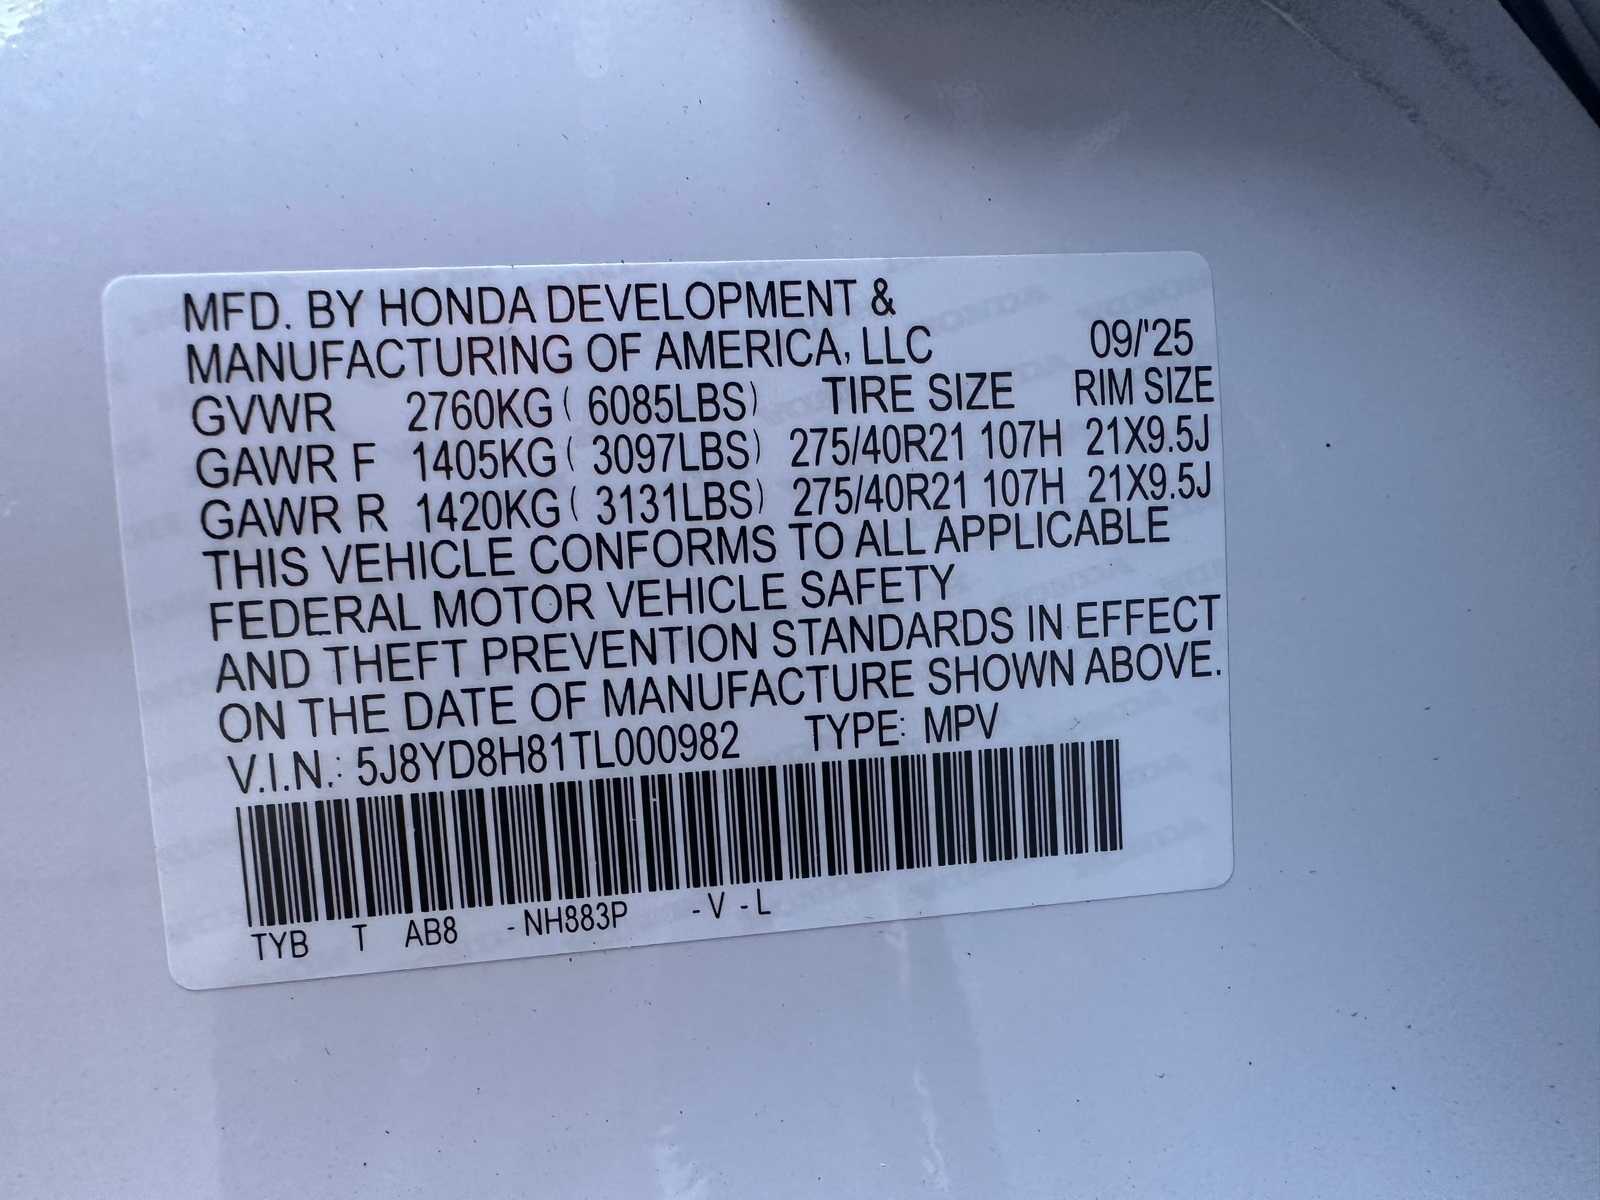 MFD. BY HONDA DEVELOPMENT &
MANUFACTURING OF AMERICA, LLC 09/'25
GVWR 2760KG ( 6085LBS) TIRE SIZE RIM SIZE
GAWR F 1405KG ( 3097LBS) 275/40R21 107H 21X9.5J
GAWR R 1420KG ( 3131LBS) 275/40R21 107H 21X9.5J
THIS VEHICLE CONFORMS TO ALL APPLICABLE
FEDERAL MOTOR VEHICLE SAFETY
AND THEFT PREVENTION STANDARDS IN EFFECT
ON THE DATE OF MANUFACTURE SHOWN ABOVE.
V.I.N.: 5J8YD8H81TL000982 TYPE: MPV
TYB T AB8 -NH883P -V -L